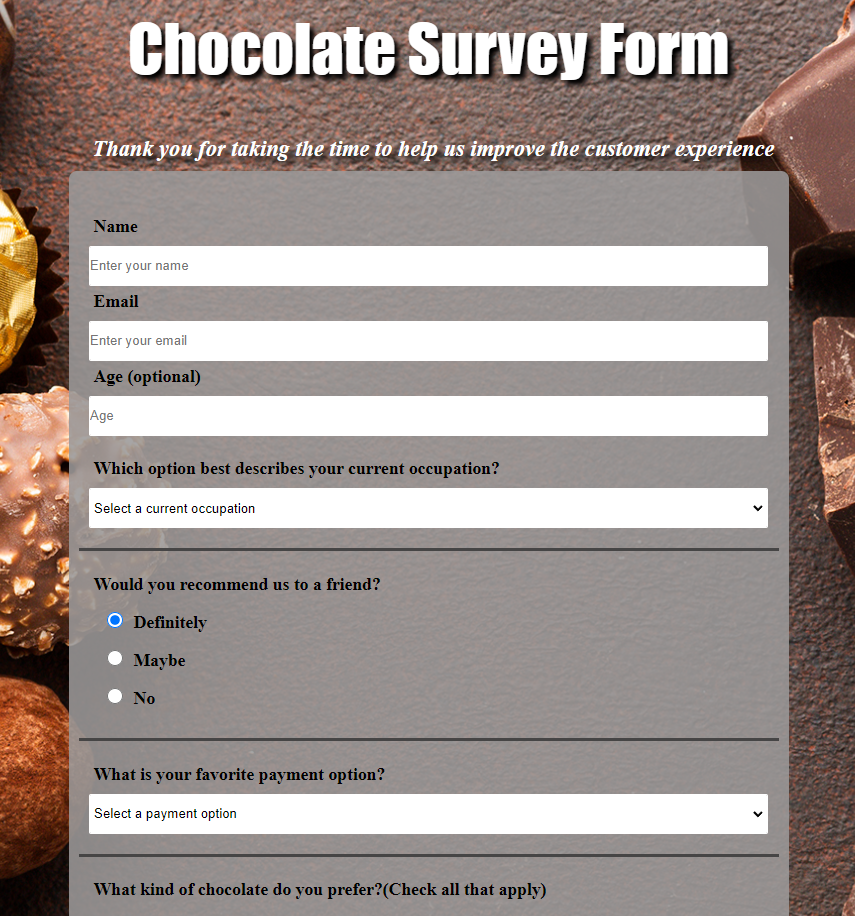 Chocolate Survey Form
Thank you for taking the time to help us improve the customer experience
Name
Enter your name
Email
Enter your email
Age (optional)
Age
Which option best describes your current occupation?
Select a current occupation
Would you recommend us to a friend?
Definitely
Maybe
No
What is your favorite payment option?
Select a payment option
What kind of chocolate do you prefer?(Check all that apply)